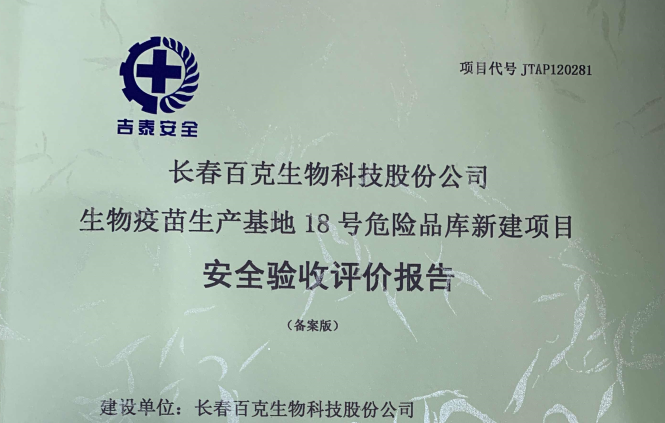 项目代号 JTAP120281
吉泰安全
长春百克生物科技股份公司
生物疫苗生产基地 18 号危险品库新建项目
安全验收评价报告
（备案版）
建设单位：长春百克生物科技股份公司